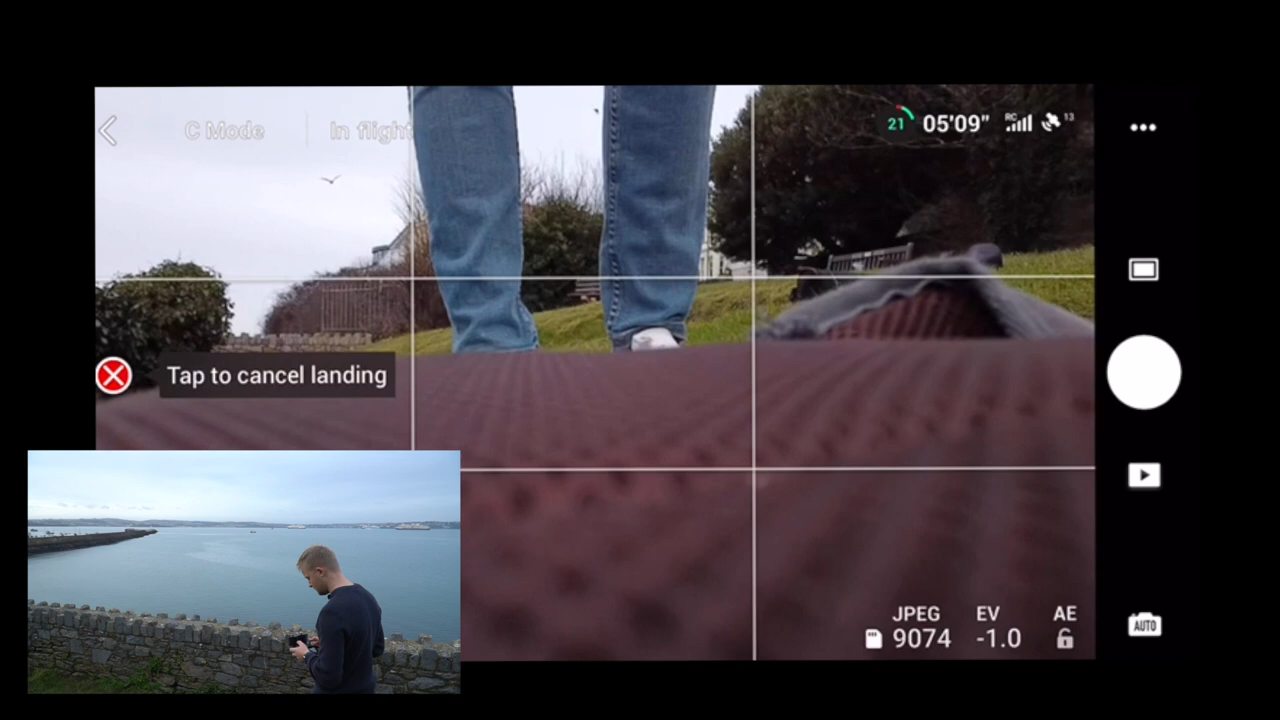 C Mode
In flight
21
05'09"
RC
13
Tap to cancel landing
JPEG
EV
AE
9074
-1.0
AUTO